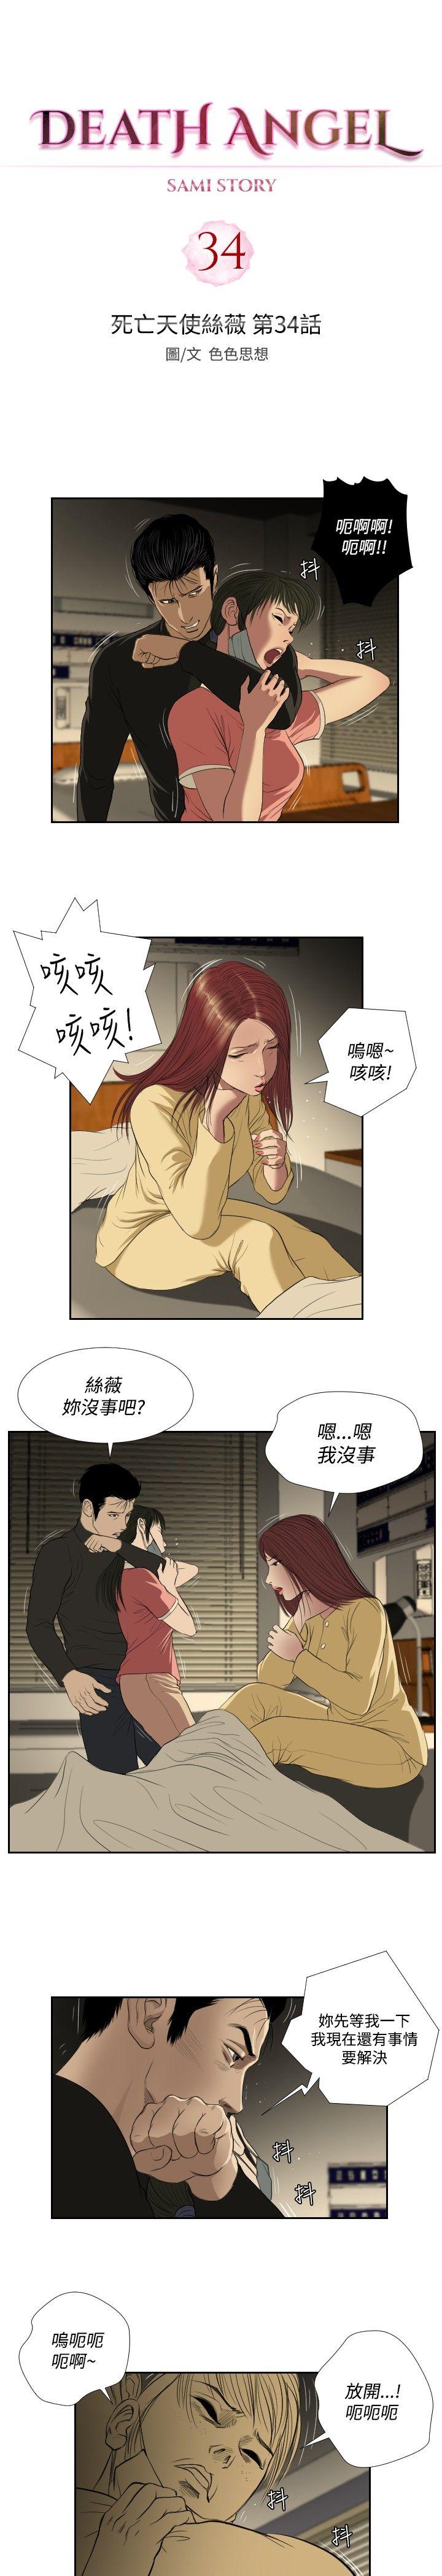 DEATH ANGEL
SAMI STORY
34
死亡天使絲薇 第34話
圖/文 色色思想
呃啊啊!
呃啊!!
抖
抖
咳咳
咳咳!
嗚嗯~
咳咳!
絲薇
妳沒事吧?
嗯...嗯
我沒事
妳先等我一下
我現在還有事情
要解決
抖
抖
嗚呃呃
呃啊~
放開...!
呃呃呃
抖
抖